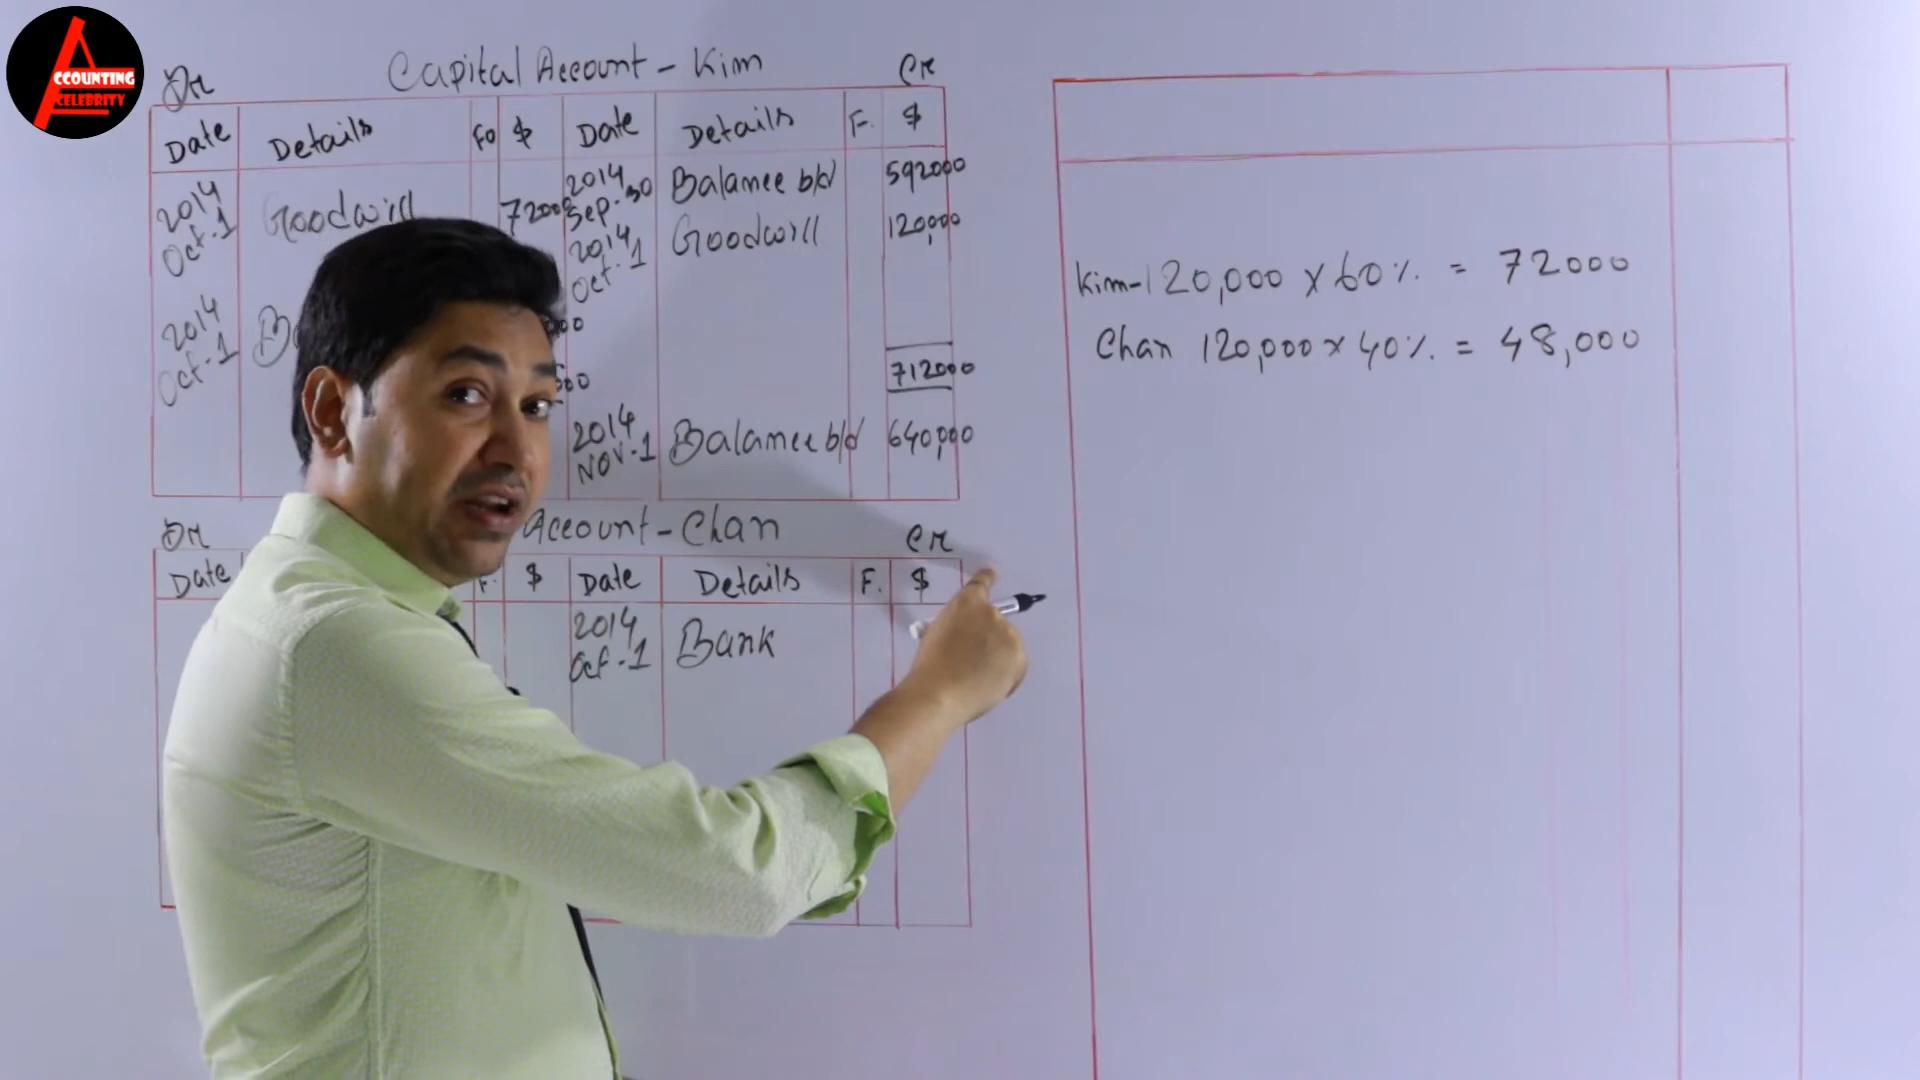 ACCOUNTING
CELEBRITY
Dr Capital Account - Kim Cr
Date Details Fo $ Date Details F. $
2014 Oct-1 Goodwill 72000 2014 Sep-30 Balance b/d 592000
2014 Oct-1 Goodwill 120,000
2014 Oct-1
712000
2014 Nov-1 Balance b/d 640,000
Dr Account - Chan Cr
Date F. $ Date Details F. $
2014 Oct-1 Bank
Kim-120,000 x 60% = 72000
Chan 120,000 x 40% = 48,000